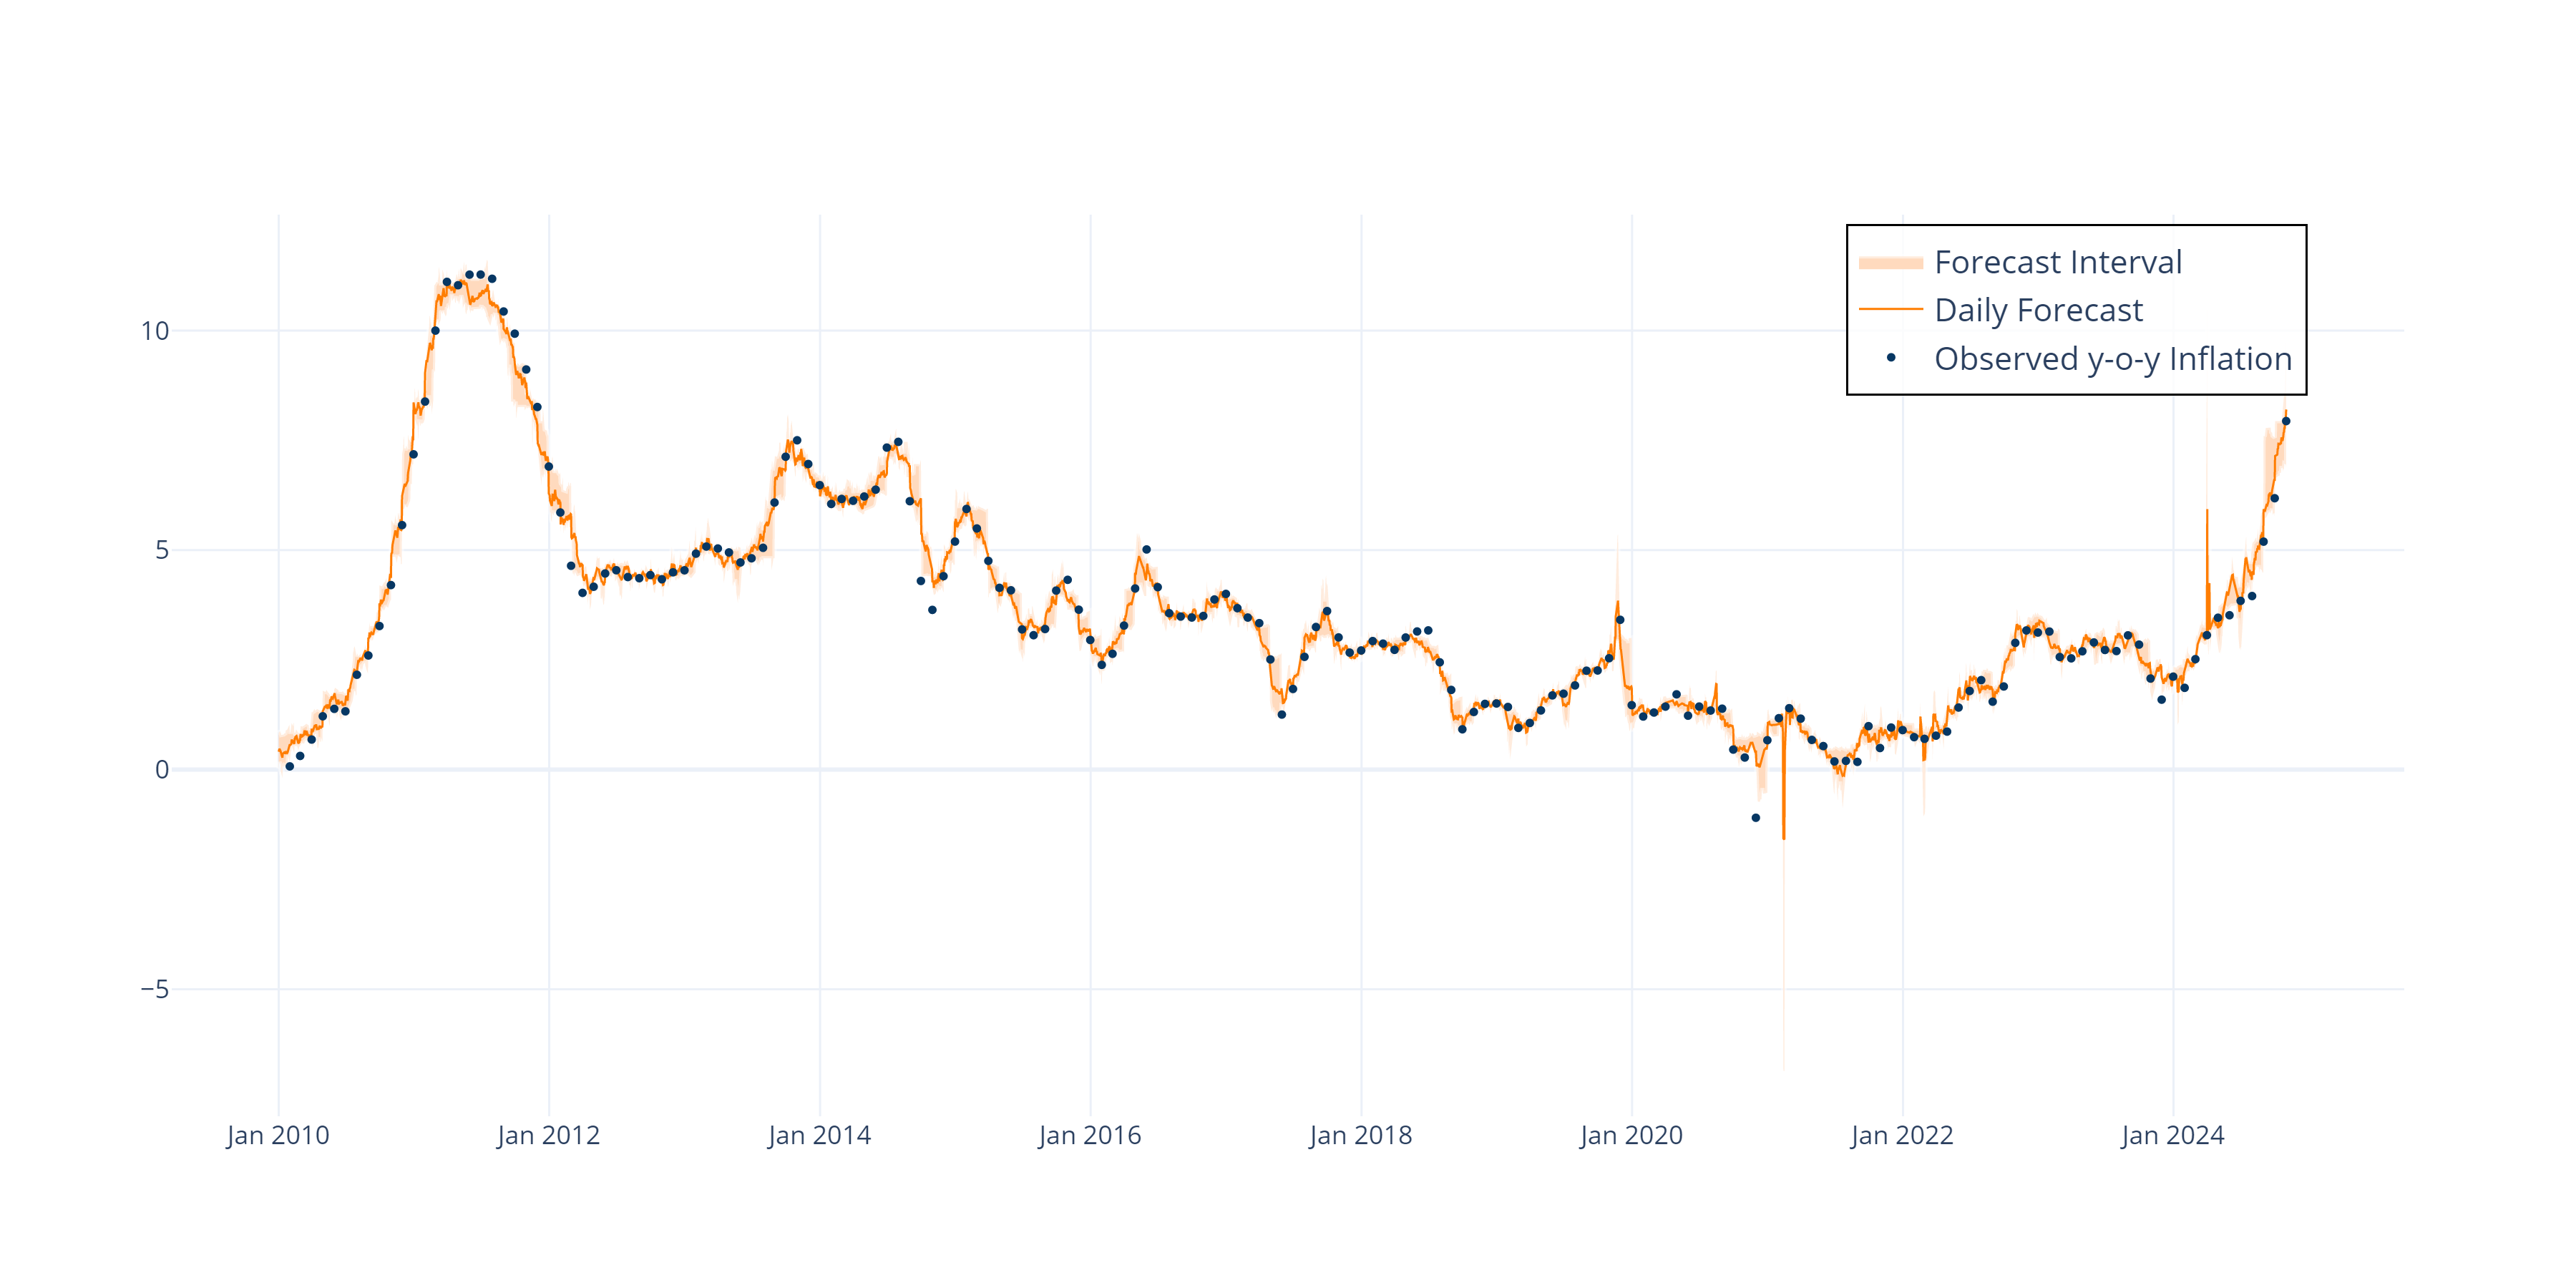 Forecast Interval
Daily Forecast
Observed y-o-y Inflation
10
5
0
−5
Jan 2010 Jan 2012 Jan 2014 Jan 2016 Jan 2018 Jan 2020 Jan 2022 Jan 2024